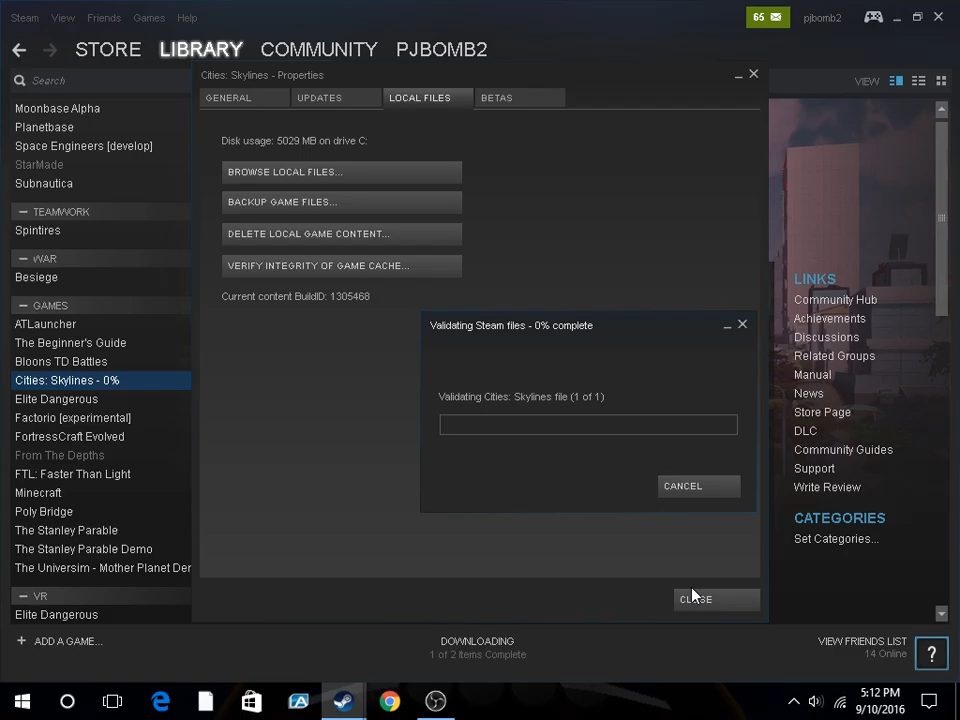 Steam View Friends Games Help
65 pjbomb2
STORE LIBRARY COMMUNITY PJBOMB2
Search
Cities: Skylines - Properties
VIEW
GENERAL UPDATES LOCAL FILES BETAS
Moonbase Alpha
Planetbase
Space Engineers [develop]
StarMade
Subnautica
TEAMWORK
Spintires
WAR
Besiege
GAMES
ATLauncher
The Beginner's Guide
Bloons TD Battles
Cities: Skylines - 0%
Elite Dangerous
Factorio [experimental]
FortressCraft Evolved
From The Depths
FTL: Faster Than Light
Minecraft
Poly Bridge
The Stanley Parable
The Stanley Parable Demo
The Universim - Mother Planet Der
VR
Elite Dangerous
Disk usage: 5029 MB on drive C:
BROWSE LOCAL FILES...
BACKUP GAME FILES...
DELETE LOCAL GAME CONTENT...
VERIFY INTEGRITY OF GAME CACHE...
Current content BuildID: 1305468
Validating Steam files - 0% complete
Validating Cities: Skylines file (1 of 1)
CANCEL
CLOSE
LINKS
Community Hub
Achievements
Discussions
Related Groups
Manual
News
Store Page
DLC
Community Guides
Support
Write Review
CATEGORIES
Set Categories...
+ ADD A GAME...
DOWNLOADING
1 of 2 Items Complete
VIEW FRIENDS LIST
14 Online
?
5:12 PM
9/10/2016